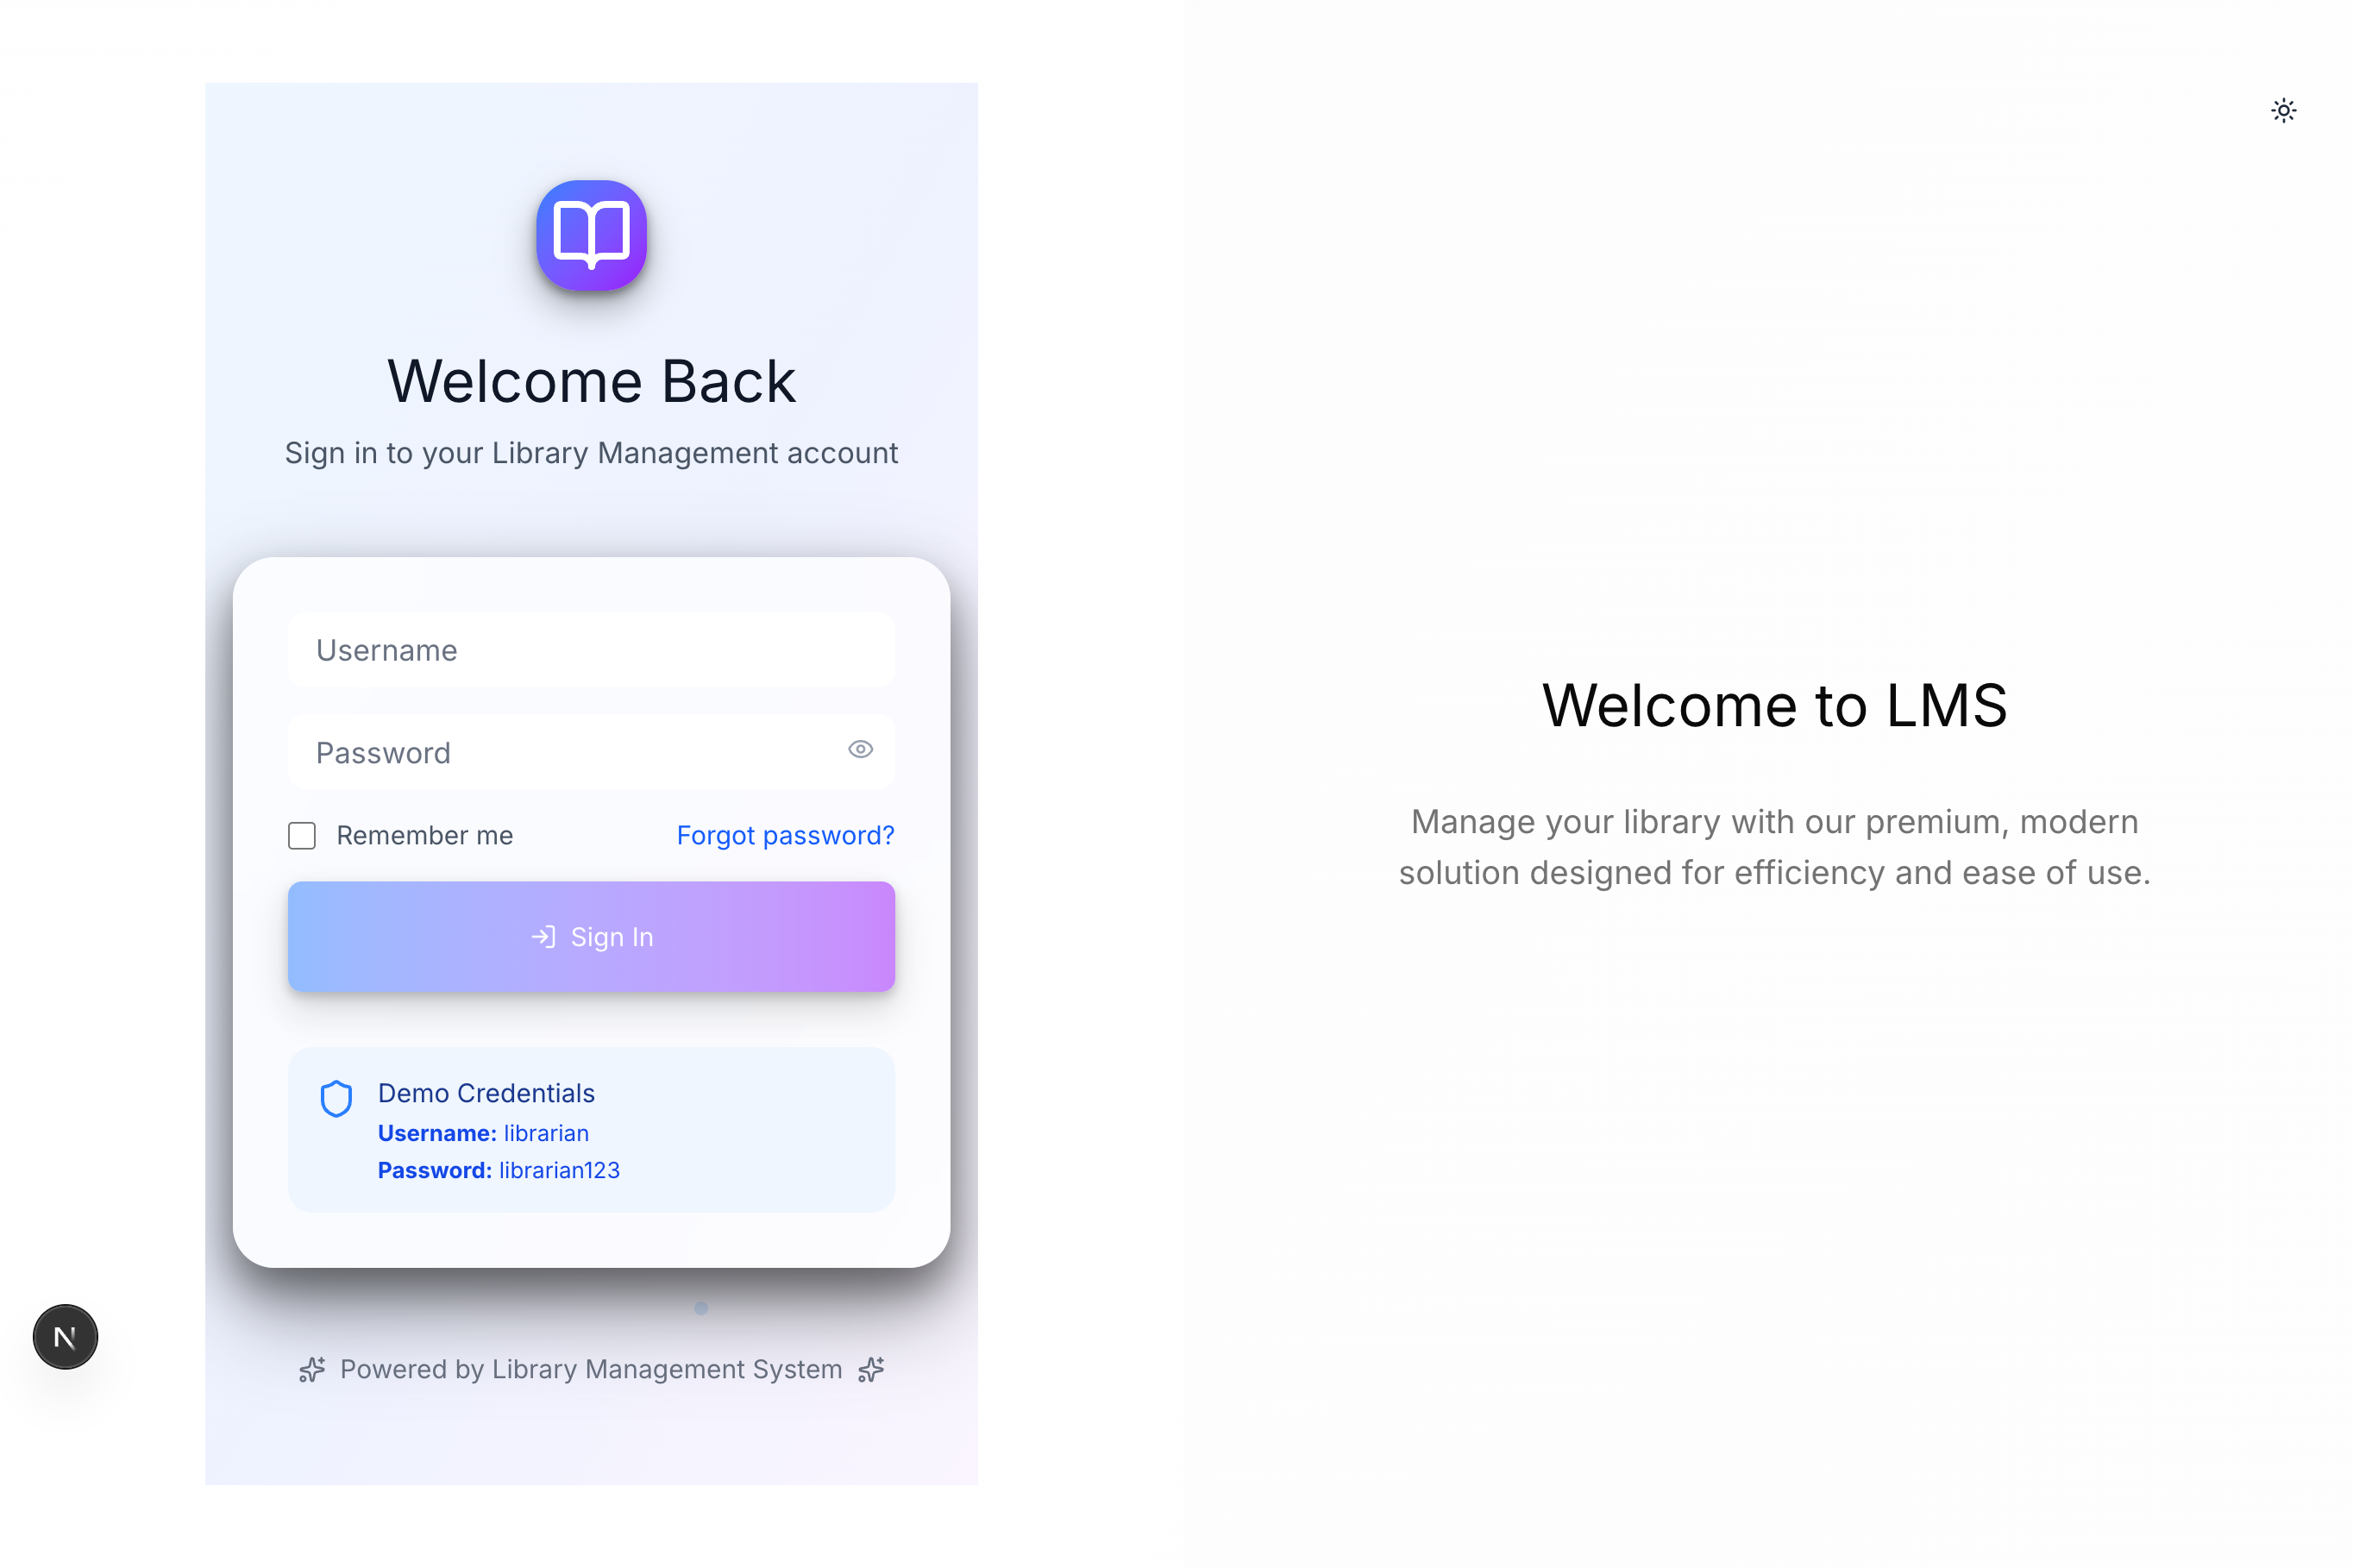 Welcome Back
Sign in to your Library Management account
Username
Password
Remember me
Forgot password?
Sign In
Demo Credentials
Username: librarian
Password: librarian123
Powered by Library Management System
N
Welcome to LMS
Manage your library with our premium, modern
solution designed for efficiency and ease of use.